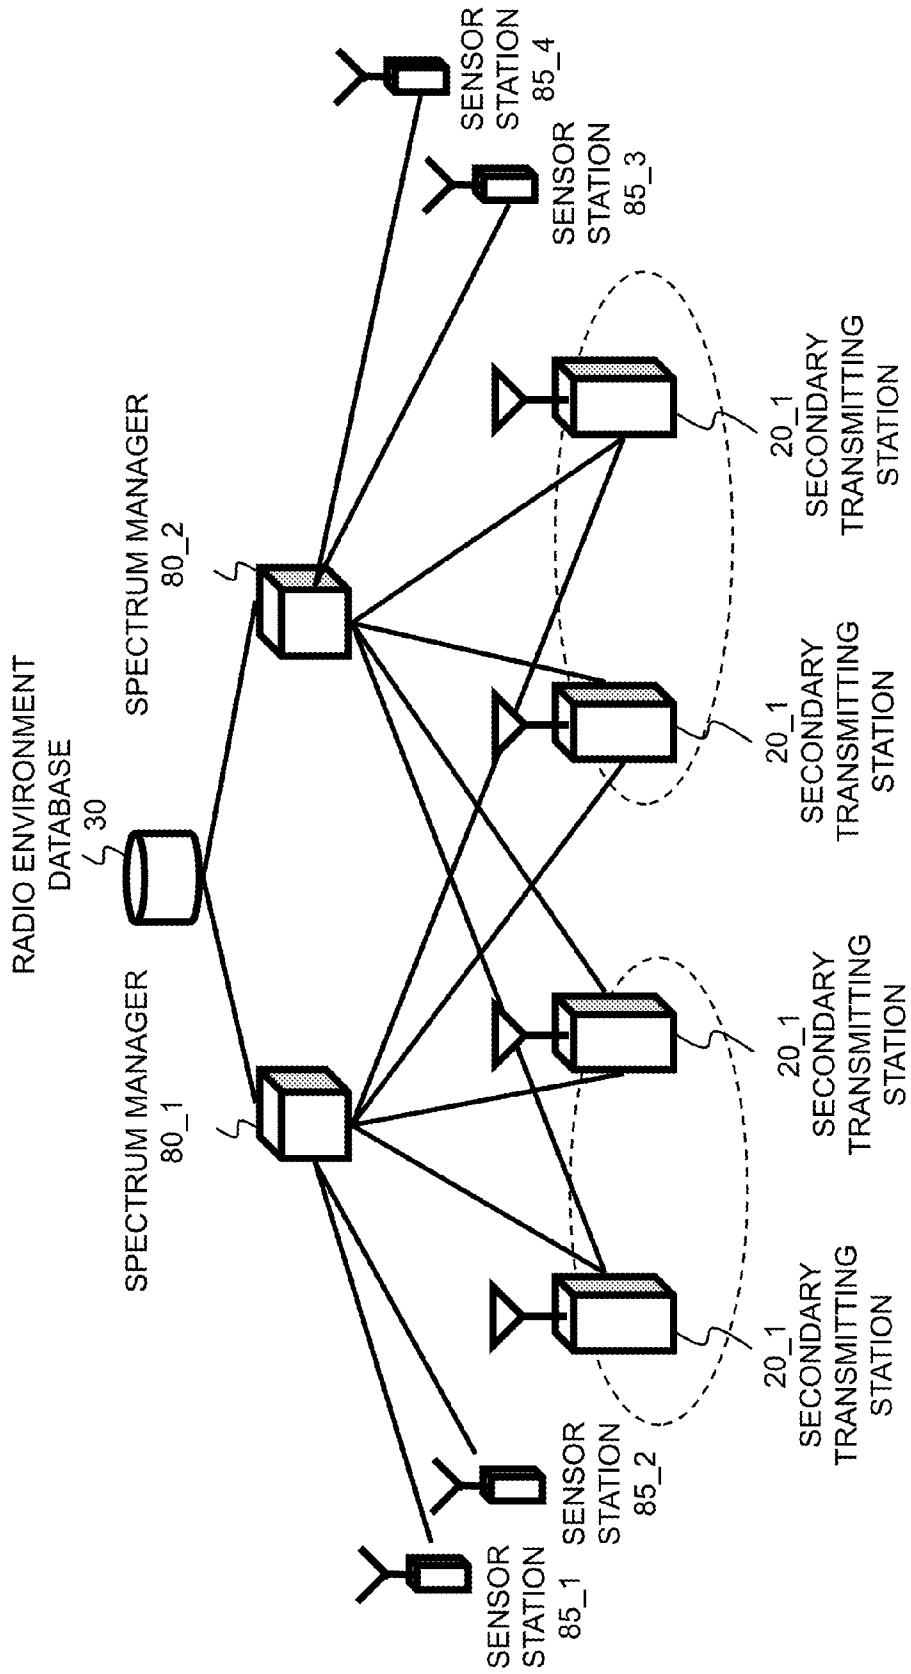 RADIO ENVIRONMENT
DATABASE
30
SPECTRUM MANAGER
80_1
SPECTRUM MANAGER
80_2
SENSOR
STATION
85_1
SENSOR
STATION
85_2
SENSOR
STATION
85_3
SENSOR
STATION
85_4
20_1
SECONDARY
TRANSMITTING
STATION
20_1
SECONDARY
TRANSMITTING
STATION
20_1
SECONDARY
TRANSMITTING
STATION
20_1
SECONDARY
TRANSMITTING
STATION